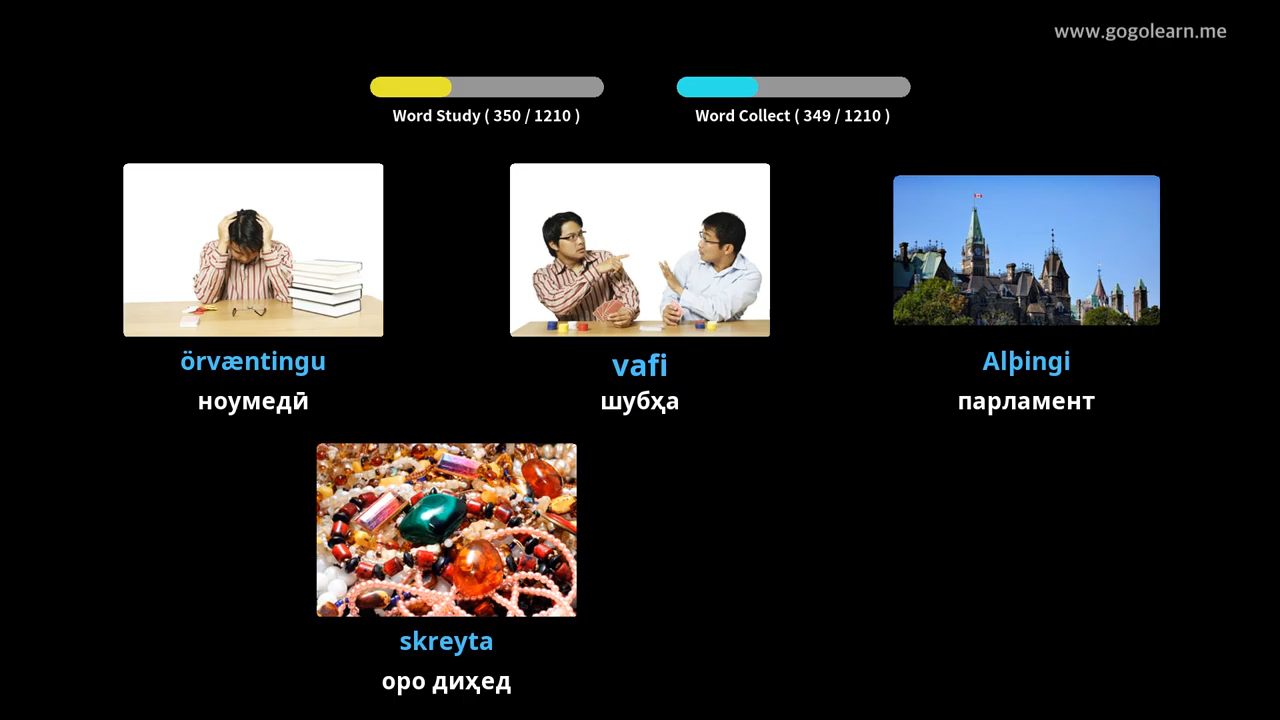 www.gogolearn.me
Word Study ( 350 / 1210 )
Word Collect ( 349 / 1210 )
örvæntingu
ноумедӣ
vafi
шубҳа
Alþingi
парламент
skreyta
оро диҳед